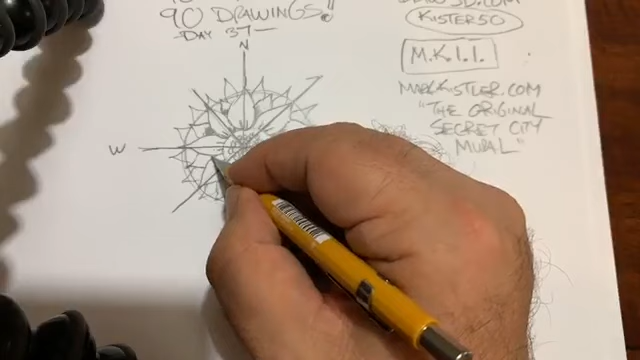 90 DRAWINGS!
-DAY 37-
N
W
KISTER50
M.K.I.I.
MARKKISTLER.COM
"THE ORIGINAL
SECRET CITY
MURAL"